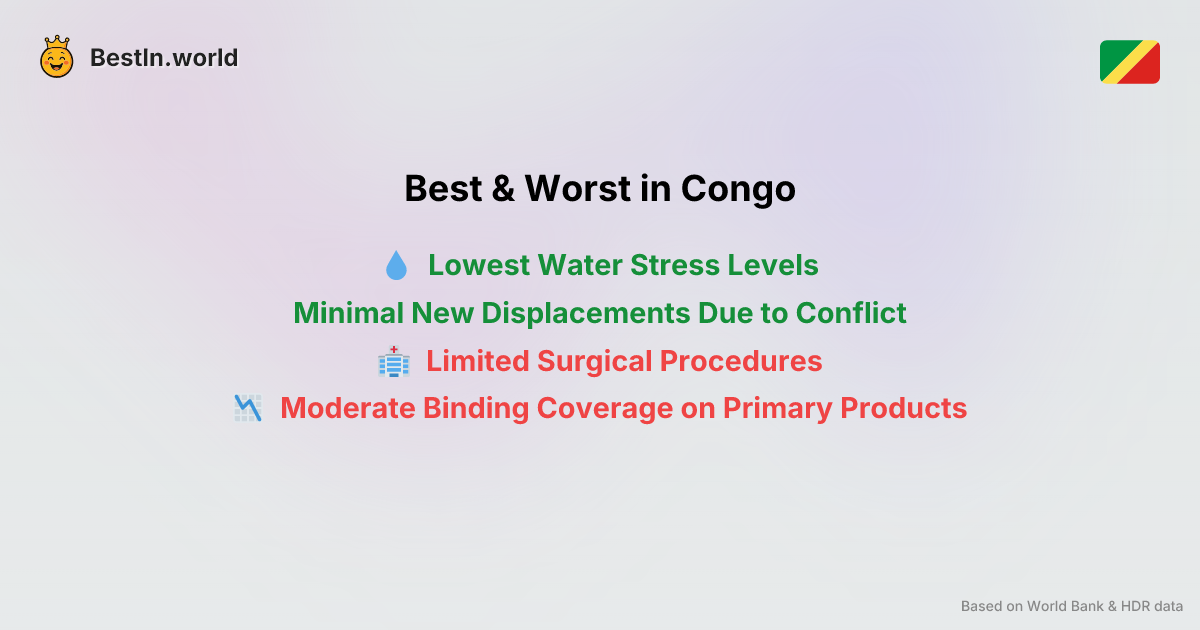 BestIn.world
Best & Worst in Congo
Lowest Water Stress Levels
Minimal New Displacements Due to Conflict
Limited Surgical Procedures
Moderate Binding Coverage on Primary Products
Based on World Bank & HDR data